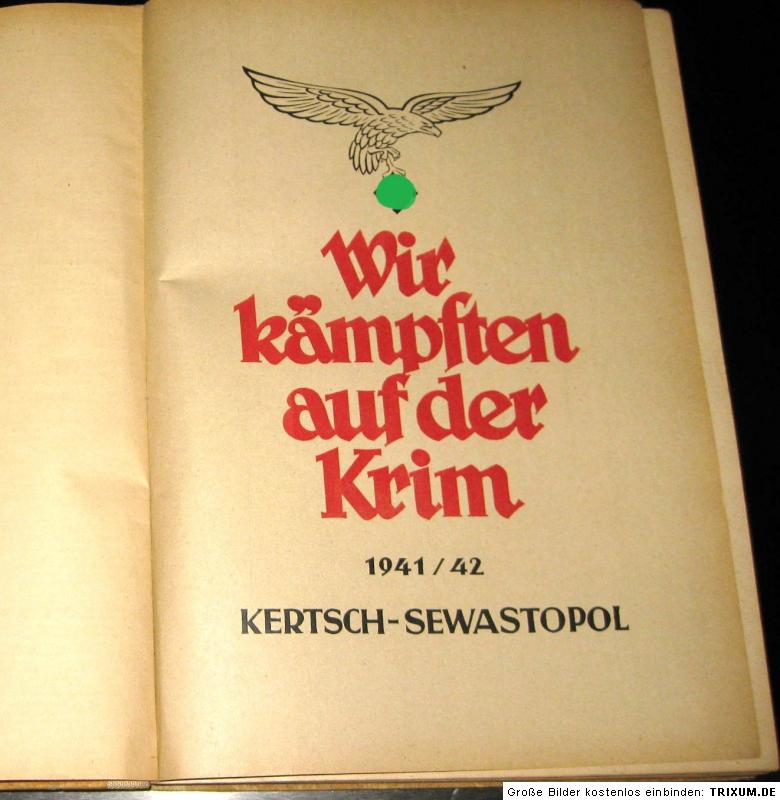 Wir
kämpften
auf der
Krim
1941/42
KERTSCH-SEWASTOPOL
Große Bilder kostenlos einbinden: TRIXUM.DE